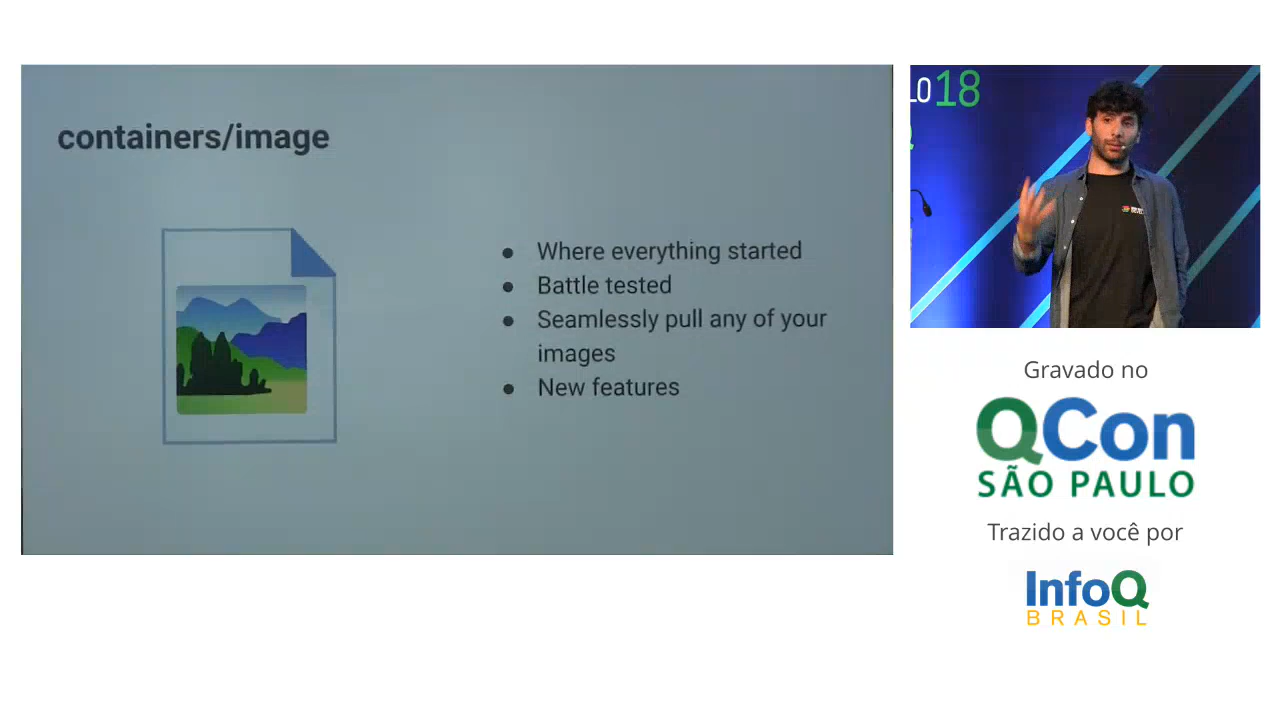 containers/image
● Where everything started
● Battle tested
● Seamlessly pull any of your
images
● New features
18
Gravado no
QCon
SÃO PAULO
Trazido a você por
InfoQ
BRASIL